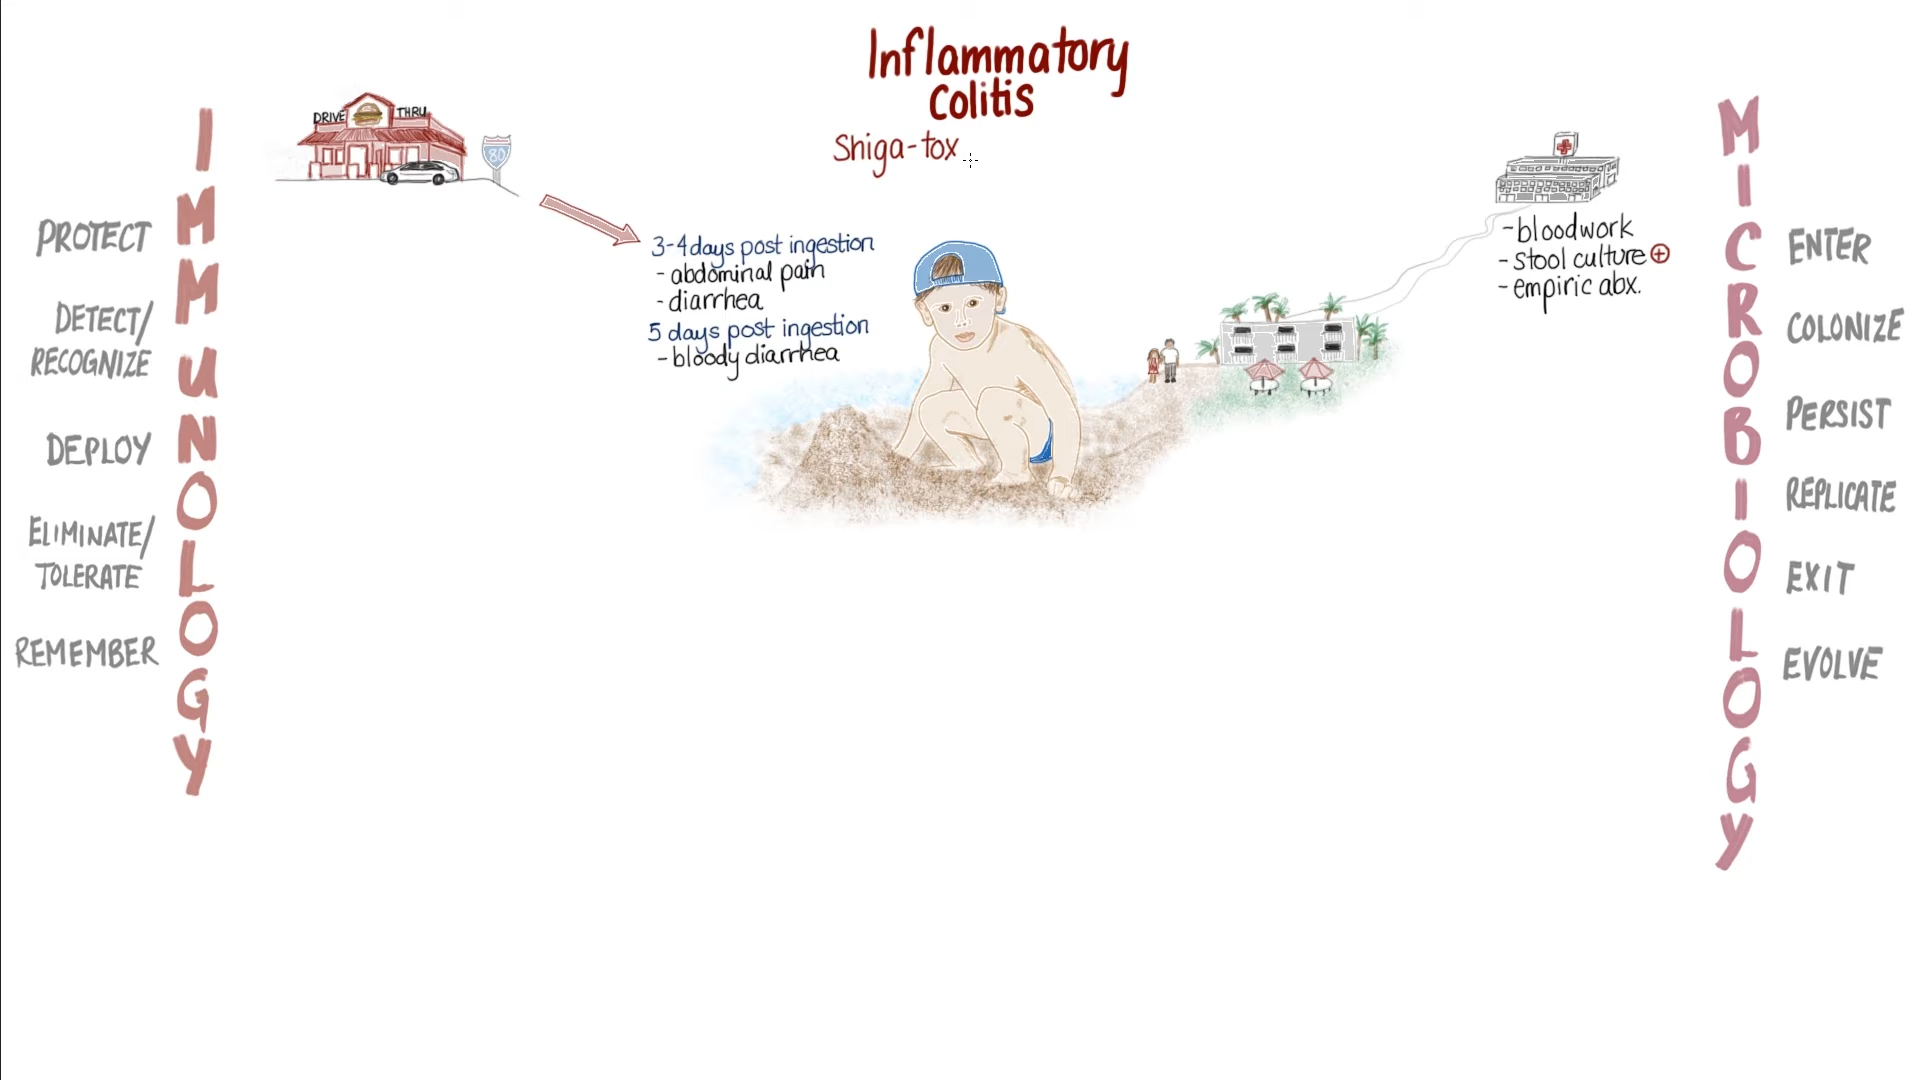 Inflammatory
Colitis
Shiga-tox
DRIVE THRU
80
3-4 days post ingestion
- abdominal pain
- diarrhea
5 days post ingestion
- bloody diarrhea
- bloodwork
- stool culture +
- empiric abx.
IMMUNOLOGY
PROTECT
DETECT/
RECOGNIZE
DEPLOY
ELIMINATE/
TOLERATE
REMEMBER
MICROBIOLOGY
ENTER
COLONIZE
PERSIST
REPLICATE
EXIT
EVOLVE